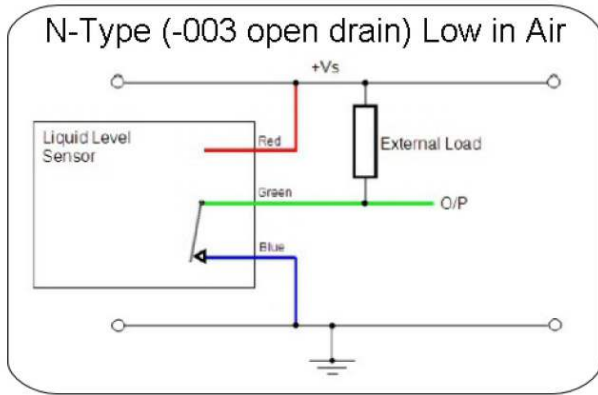 N-Type (-003 open drain) Low in Air
+Vs
Liquid Level
Sensor
Red
External Load
Green
O/P
Blue